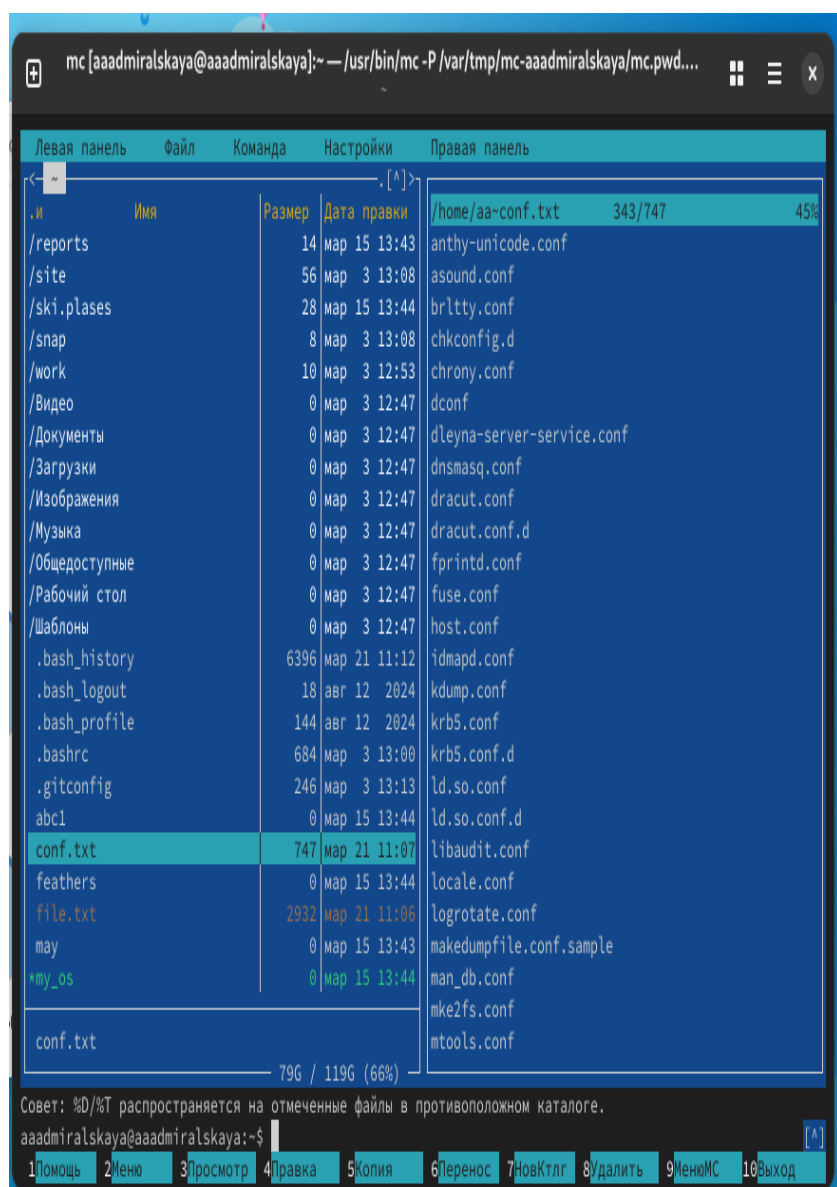 mc [aaadmiralskaya@aaadmiralskaya]:~ — /usr/bin/mc -P /var/tmp/mc-aaadmiralskaya/mc.pwd....
~
Левая панель Файл Команда Настройки Правая панель
<- ~ .[^]>
.и Имя Размер Дата правки
/reports 14 мар 15 13:43
/site 56 мар 3 13:08
/ski.plases 28 мар 15 13:44
/snap 8 мар 3 13:08
/work 10 мар 3 12:53
/Видео 0 мар 3 12:47
/Документы 0 мар 3 12:47
/Загрузки 0 мар 3 12:47
/Изображения 0 мар 3 12:47
/Музыка 0 мар 3 12:47
/Общедоступные 0 мар 3 12:47
/Рабочий стол 0 мар 3 12:47
/Шаблоны 0 мар 3 12:47
.bash_history 6396 мар 21 11:12
.bash_logout 18 авг 12 2024
.bash_profile 144 авг 12 2024
.bashrc 684 мар 3 13:00
.gitconfig 246 мар 3 13:13
abc1 0 мар 15 13:44
conf.txt 747 мар 21 11:07
feathers 0 мар 15 13:44
file.txt 2932 мар 21 11:06
may 0 мар 15 13:43
*my_os 0 мар 15 13:44
conf.txt
79G / 119G (66%)
/home/aa~conf.txt 343/747 45%
anthy-unicode.conf
asound.conf
brltty.conf
chkconfig.d
chrony.conf
dconf
dleyna-server-service.conf
dnsmasq.conf
dracut.conf
dracut.conf.d
fprintd.conf
fuse.conf
host.conf
idmapd.conf
kdump.conf
krb5.conf
krb5.conf.d
ld.so.conf
ld.so.conf.d
libaudit.conf
locale.conf
logrotate.conf
makedumpfile.conf.sample
man_db.conf
mke2fs.conf
mtools.conf
Совет: %D/%T распространяется на отмеченные файлы в противоположном каталоге.
aaadmiralskaya@aaadmiralskaya:~$ [^]
1Помощь 2Меню 3Просмотр 4Правка 5Копия 6Перенос 7НовКтлг 8Удалить 9МенюМС 10Выход